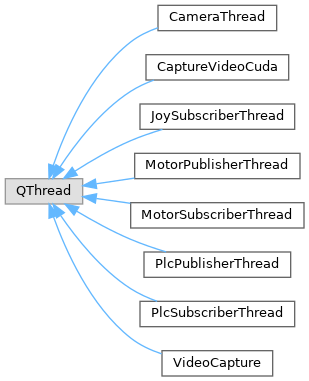 CameraThread
CaptureVideoCuda
JoySubscriberThread
MotorPublisherThread
QThread
MotorSubscriberThread
PlcPublisherThread
PlcSubscriberThread
VideoCapture